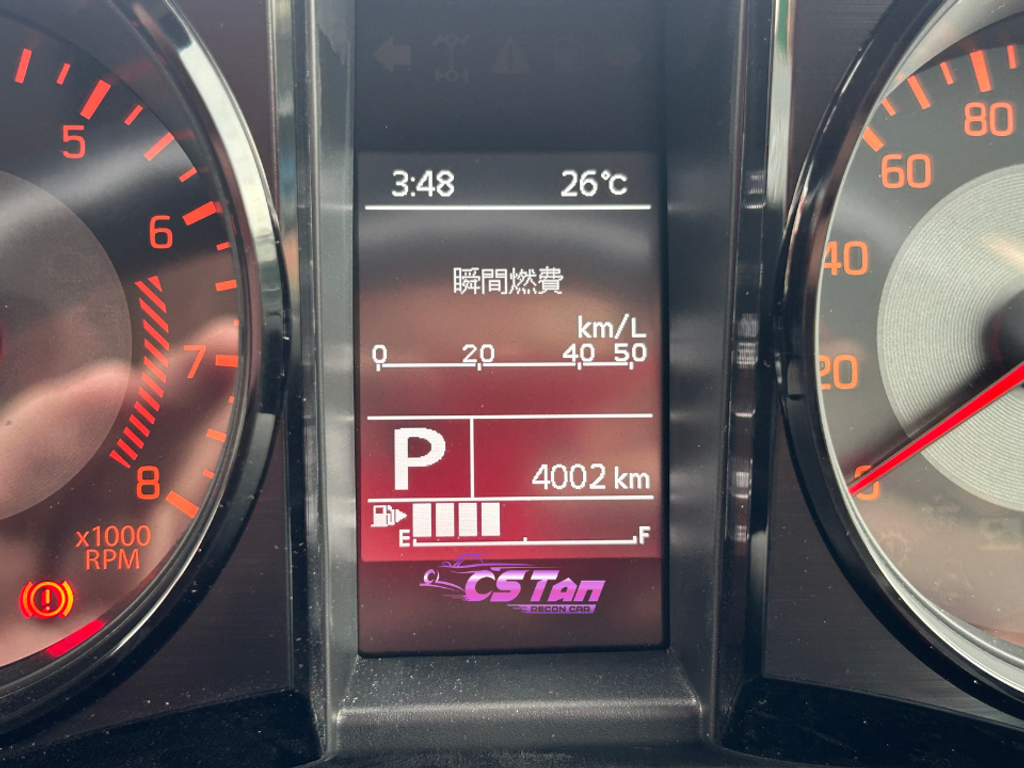 3:48 26°C
瞬間燃費
km/L
0 20 40 50
P
4002 km
E F
5
6
7
8
x1000
RPM
80
60
40
20
0
CS Tan
RECON CAR